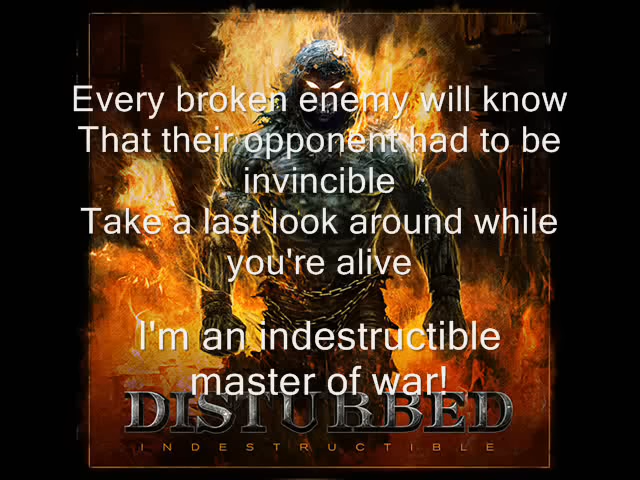 Every broken enemy will know
That their opponent had to be
invincible
Take a last look around while
you're alive
I'm an indestructible
master of war!
DISTURBED
INDESTRUCTIBLE